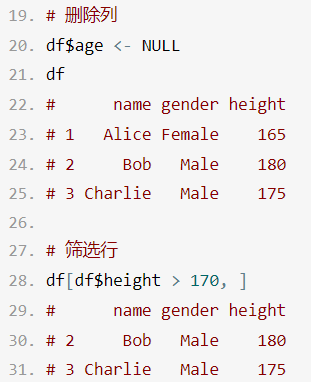 19. # 删除列
20. df$age <- NULL
21. df
22. #      name gender height
23. # 1   Alice Female    165
24. # 2     Bob   Male    180
25. # 3 Charlie   Male    175
26.
27. # 筛选行
28. df[df$height > 170, ]
29. #      name gender height
30. # 2     Bob   Male    180
31. # 3 Charlie   Male    175